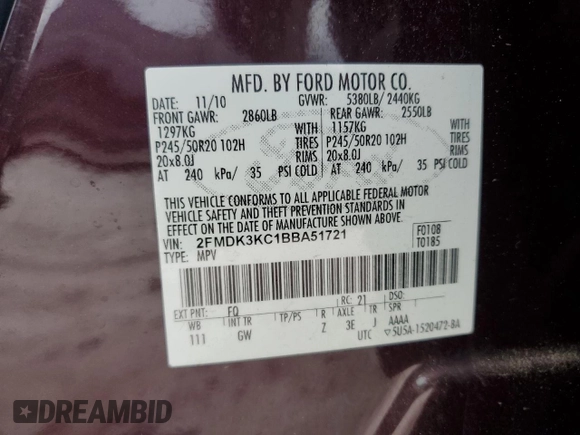 MFD. BY FORD MOTOR CO.
DATE: 11/10 GVWR: 5380LB/ 2440KG
FRONT GAWR: 2860LB REAR GAWR: 2550LB
1297KG WITH 1157KG WITH
P245/50R20 102H TIRES P245/50R20 102H TIRES
20x8.0J RIMS 20x8.0J RIMS
AT 240 kPa/ 35 PSI COLD AT 240 kPa/ 35 PSI COLD
THIS VEHICLE CONFORMS TO ALL APPLICABLE FEDERAL MOTOR
VEHICLE SAFETY AND THEFT PREVENTION STANDARDS IN
EFFECT ON THE DATE OF MANUFACTURE SHOWN ABOVE.
VIN: 2FMDK3KC1BBA51721 F0108
TYPE: MPV T0185
EXT PNT: FQ RC: 21 DSO:
WB INT TR TP/PS R AXLE TR SPR
111 GW Z 3E J AAAA
UTC 5U5A-1520472-BA
DREAMBID